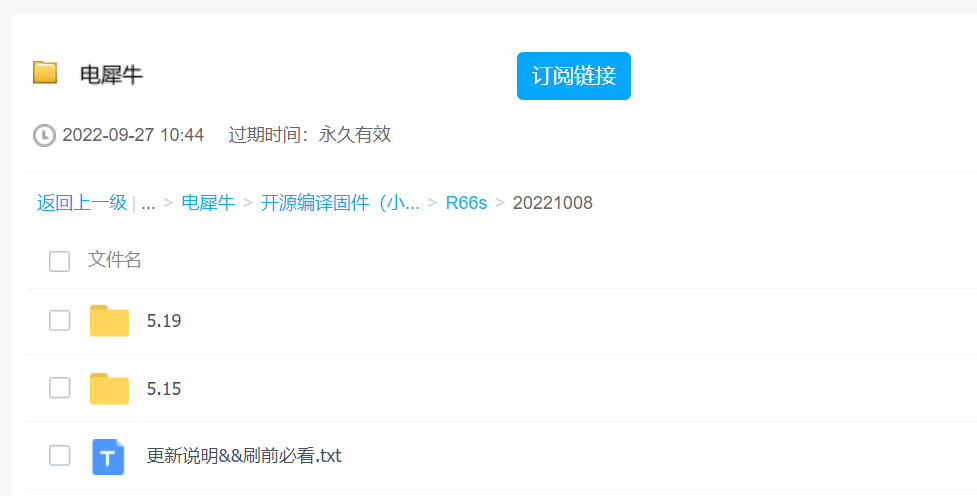 电犀牛
订阅链接
2022-09-27 10:44 过期时间：永久有效
返回上一级 | ... > 电犀牛 > 开源编译固件（小... > R66s > 20221008
文件名
5.19
5.15
T
更新说明&&刷前必看.txt